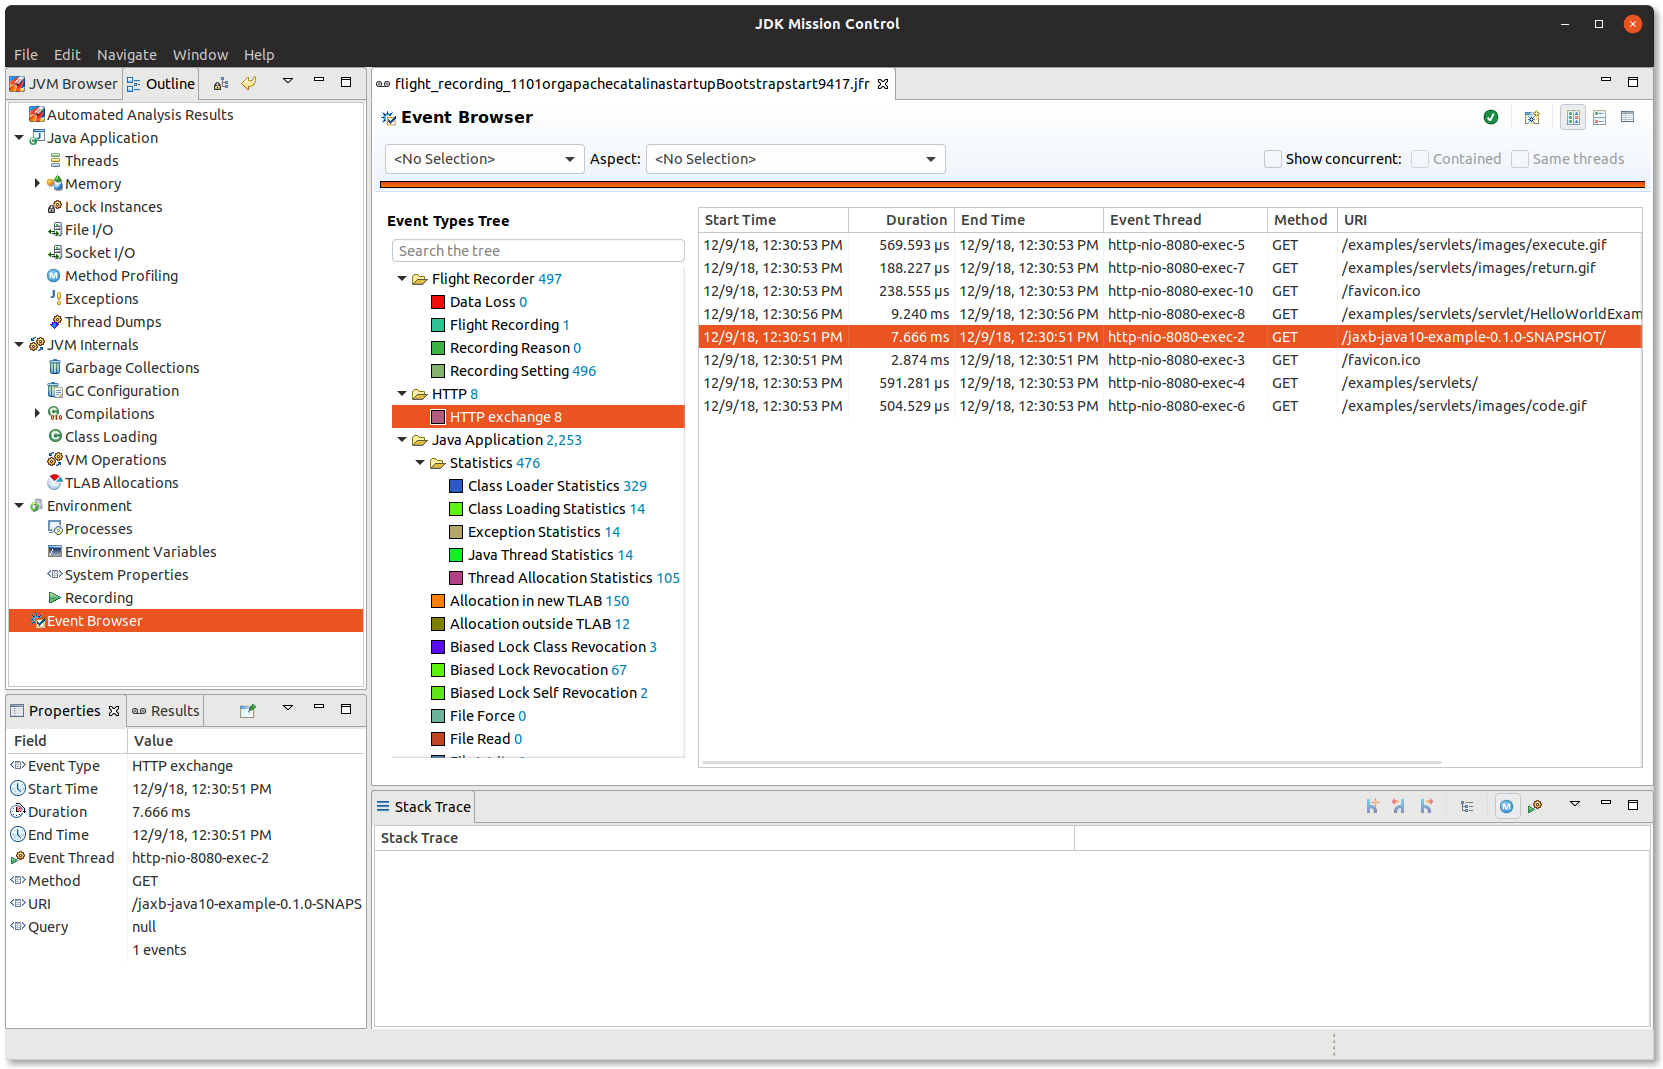 JDK Mission Control
File Edit Navigate Window Help
JVM Browser Outline
Automated Analysis Results
Java Application
Threads
Memory
Lock Instances
File I/O
Socket I/O
Method Profiling
Exceptions
Thread Dumps
JVM Internals
Garbage Collections
GC Configuration
Compilations
Class Loading
VM Operations
TLAB Allocations
Environment
Processes
Environment Variables
System Properties
Recording
Event Browser
Properties Results
Field Value
Event Type HTTP exchange
Start Time 12/9/18, 12:30:51 PM
Duration 7.666 ms
End Time 12/9/18, 12:30:51 PM
Event Thread http-nio-8080-exec-2
Method GET
URI /jaxb-java10-example-0.1.0-SNAPS
Query null
1 events
flight_recording_1101orgapachecatalinastartupBootstrapstart9417.jfr
Event Browser
<No Selection> Aspect: <No Selection> Show concurrent: Contained Same threads
Event Types Tree
Search the tree
Flight Recorder 497
Data Loss 0
Flight Recording 1
Recording Reason 0
Recording Setting 496
HTTP 8
HTTP exchange 8
Java Application 2,253
Statistics 476
Class Loader Statistics 329
Class Loading Statistics 14
Exception Statistics 14
Java Thread Statistics 14
Thread Allocation Statistics 105
Allocation in new TLAB 150
Allocation outside TLAB 12
Biased Lock Class Revocation 3
Biased Lock Revocation 67
Biased Lock Self Revocation 2
File Force 0
File Read 0
Start Time Duration End Time Event Thread Method URI
12/9/18, 12:30:53 PM 569.593 μs 12/9/18, 12:30:53 PM http-nio-8080-exec-5 GET /examples/servlets/images/execute.gif
12/9/18, 12:30:53 PM 188.227 μs 12/9/18, 12:30:53 PM http-nio-8080-exec-7 GET /examples/servlets/images/return.gif
12/9/18, 12:30:53 PM 238.555 μs 12/9/18, 12:30:53 PM http-nio-8080-exec-10 GET /favicon.ico
12/9/18, 12:30:56 PM 9.240 ms 12/9/18, 12:30:56 PM http-nio-8080-exec-8 GET /examples/servlets/servlet/HelloWorldExam
12/9/18, 12:30:51 PM 7.666 ms 12/9/18, 12:30:51 PM http-nio-8080-exec-2 GET /jaxb-java10-example-0.1.0-SNAPSHOT/
12/9/18, 12:30:51 PM 2.874 ms 12/9/18, 12:30:51 PM http-nio-8080-exec-3 GET /favicon.ico
12/9/18, 12:30:53 PM 591.281 μs 12/9/18, 12:30:53 PM http-nio-8080-exec-4 GET /examples/servlets/
12/9/18, 12:30:53 PM 504.529 μs 12/9/18, 12:30:53 PM http-nio-8080-exec-6 GET /examples/servlets/images/code.gif
Stack Trace
Stack Trace